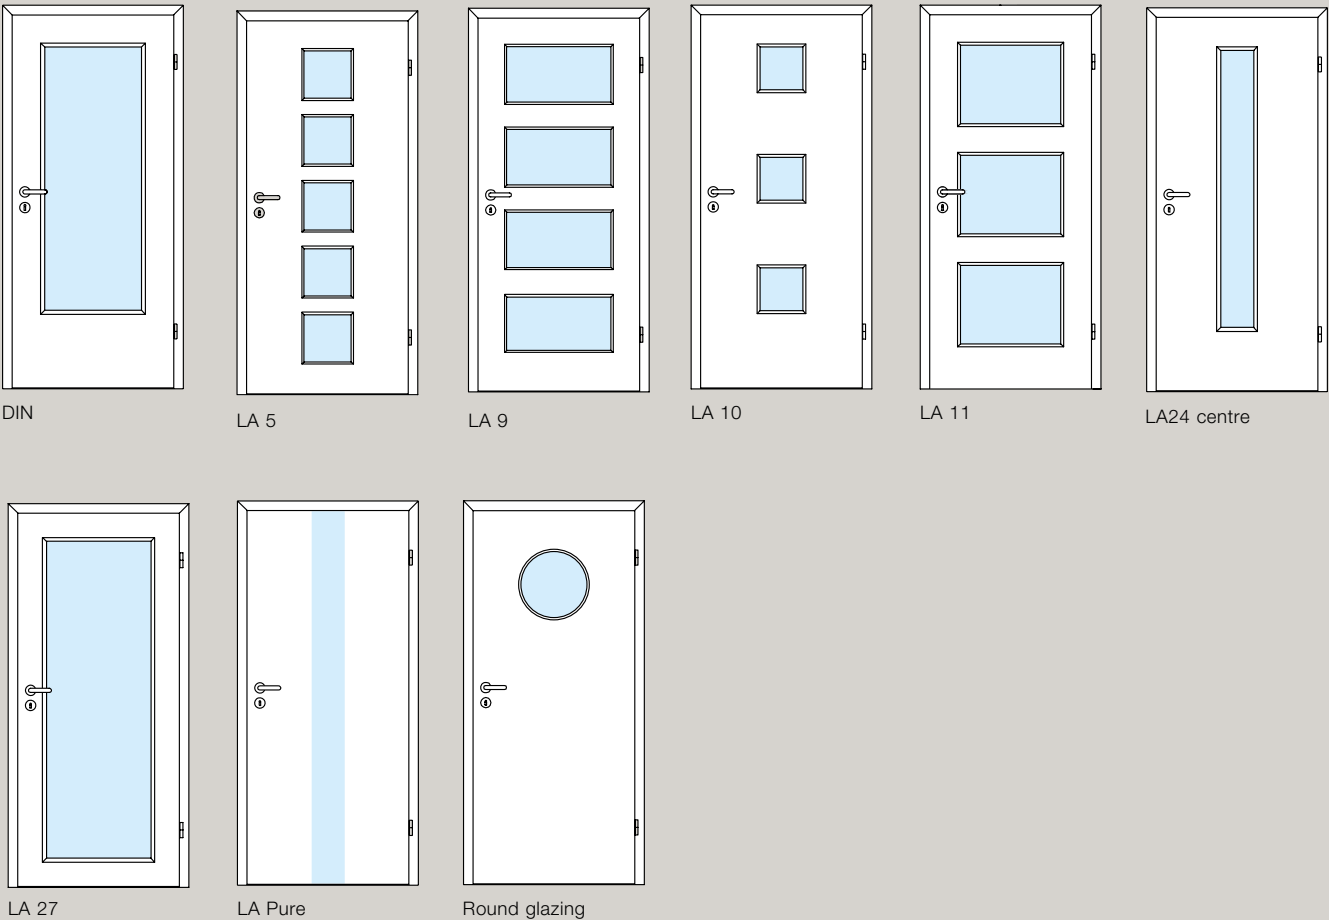 DIN
LA 5
LA 9
LA 10
LA 11
LA24 centre
LA 27
LA Pure
Round glazing